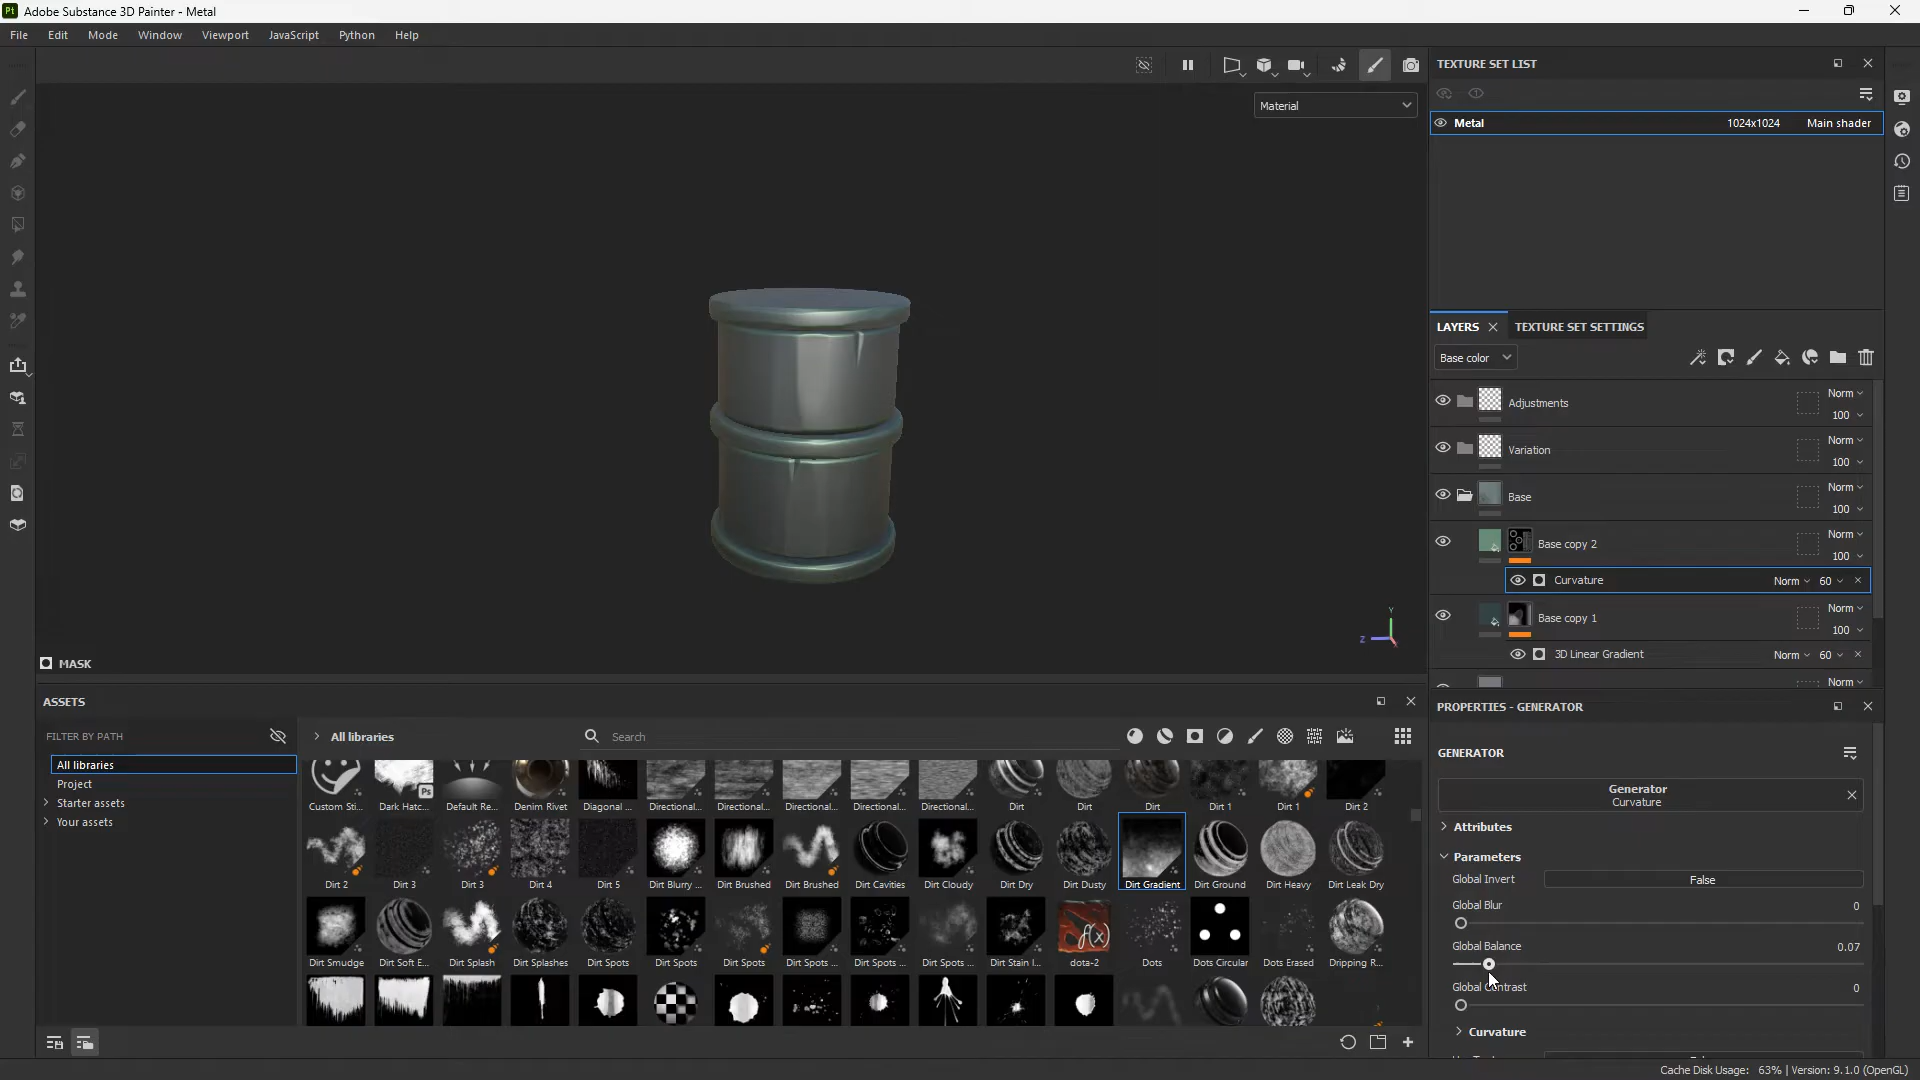 Pt Adobe Substance 3D Painter - Metal
File Edit Mode Window Viewport JavaScript Python Help
Material
TEXTURE SET LIST
Metal 1024x1024 Main shader
LAYERS TEXTURE SET SETTINGS
Base color
Adjustments Norm 100
Variation Norm 100
Base Norm 100
Base copy 2 Norm 100
Curvature Norm 60
Base copy 1 Norm 100
3D Linear Gradient Norm 60
Norm
Y
Z
MASK
ASSETS
FILTER BY PATH
All libraries
Project
Starter assets
Your assets
All libraries
Search
Custom Sti... Dark Hatc... Default Re... Denim Rivet Diagonal ... Directional... Directional... Directional... Directional... Directional... Dirt Dirt Dirt Dirt 1 Dirt 1 Dirt 2
Ps
Dirt 2 Dirt 3 Dirt 3 Dirt 4 Dirt 5 Dirt Blurry ... Dirt Brushed Dirt Brushed Dirt Cavities Dirt Cloudy Dirt Dry Dirt Dusty Dirt Gradient Dirt Ground Dirt Heavy Dirt Leak Dry
Dirt Smudge Dirt Soft E... Dirt Splash Dirt Splashes Dirt Spots Dirt Spots Dirt Spots Dirt Spots ... Dirt Spots ... Dirt Spots ... Dirt Stain I... dota-2 Dots Dots Circular Dots Erased Dripping R...
f(x)
PROPERTIES - GENERATOR
GENERATOR
Generator
Curvature
Attributes
Parameters
Global Invert False
Global Blur 0
Global Balance 0.07
Global Contrast 0
Curvature
Cache Disk Usage: 63% | Version: 9.1.0 (OpenGL)